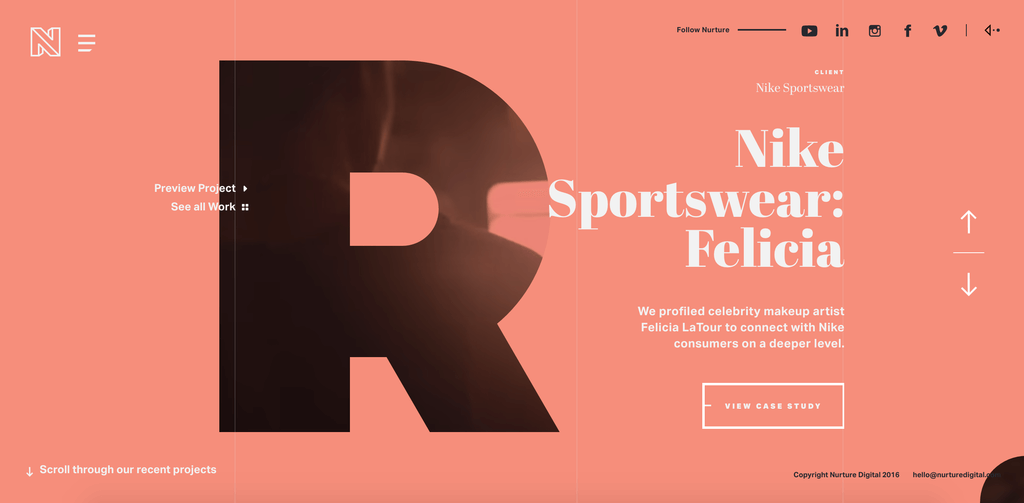 Follow Nurture
CLIENT
Nike Sportswear
Nike
Sportswear:
Felicia
Preview Project
See all Work
We profiled celebrity makeup artist
Felicia LaTour to connect with Nike
consumers on a deeper level.
VIEW CASE STUDY
Scroll through our recent projects
Copyright Nurture Digital 2016 hello@nurturedigital.
R
N